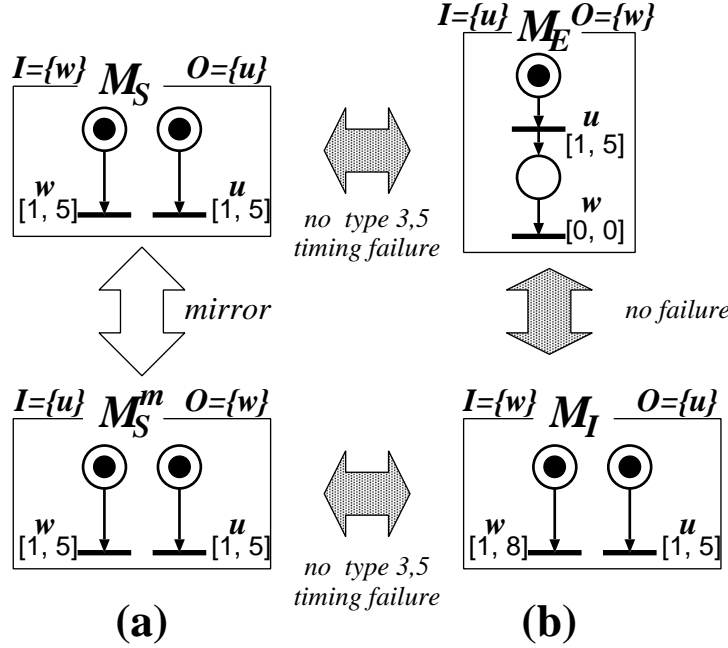 I={w} M_S O={u}
w
[1, 5]
u
[1, 5]
no type 3,5
timing failure
I={u} M_E O={w}
u
[1, 5]
w
[0, 0]
mirror
no failure
I={u} M_S^m O={w}
w
[1, 5]
u
[1, 5]
no type 3,5
timing failure
I={w} M_I O={u}
w
[1, 8]
u
[1, 5]
(a)
(b)